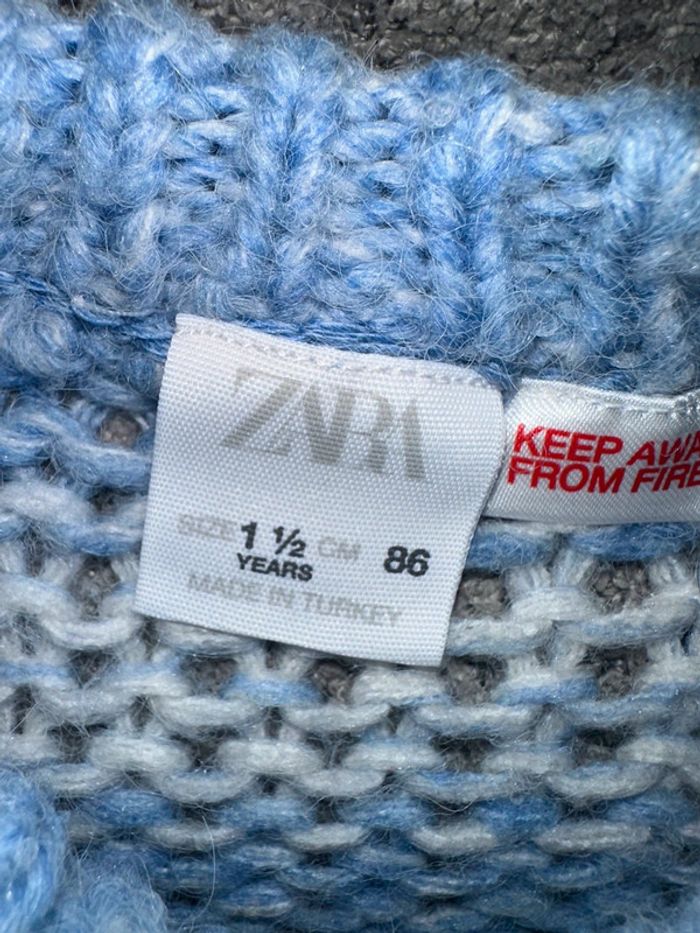 ZARA
SIZE 1 ½ CM 86
YEARS
MADE IN TURKEY
KEEP AWA
FROM FIRE